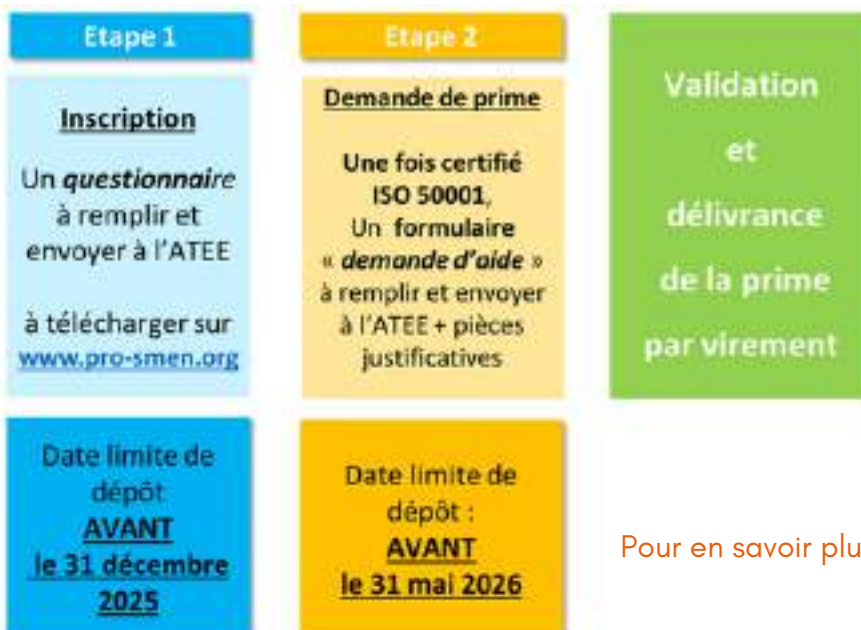 Etape 1
Inscription
Un questionnaire
à remplir et
envoyer à l'ATEE
à télécharger sur
www.pro-smen.org
Date limite de
dépôt
AVANT
le 31 décembre
2025
Etape 2
Demande de prime
Une fois certifié
ISO 50001,
Un formulaire
« demande d'aide »
à remplir et envoyer
à l'ATEE + pièces
justificatives
Date limite de
dépôt :
AVANT
le 31 mai 2026
Validation
et
délivrance
de la prime
par virement
Pour en savoir plu